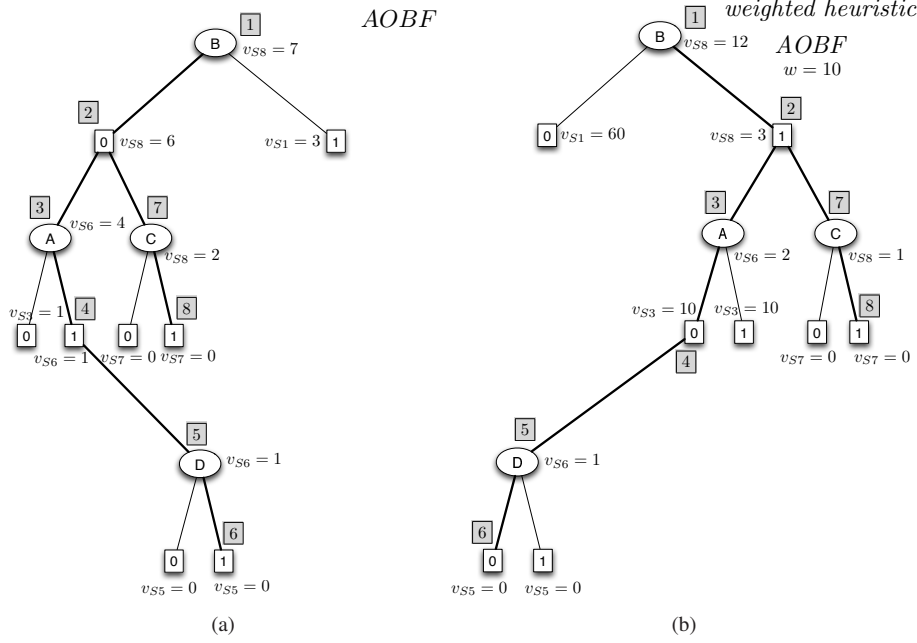 AOBF
1
B
v_{S8} = 7
2
0
v_{S8} = 6
v_{S1} = 3
1
3
A
v_{S6} = 4
7
C
v_{S8} = 2
v_{S3} = 1
4
8
0
1
0
1
v_{S6} = 1
v_{S7} = 0
v_{S7} = 0
5
D
v_{S6} = 1
6
0
1
v_{S5} = 0
v_{S5} = 0
(a)
weighted heuristic
AOBF
w = 10
1
B
v_{S8} = 12
2
0
v_{S1} = 60
v_{S8} = 3
1
3
A
v_{S6} = 2
7
C
v_{S8} = 1
v_{S3} = 10
v_{S3} = 10
8
0
1
0
1
4
v_{S7} = 0
v_{S7} = 0
5
D
v_{S6} = 1
6
0
1
v_{S5} = 0
v_{S5} = 0
(b)